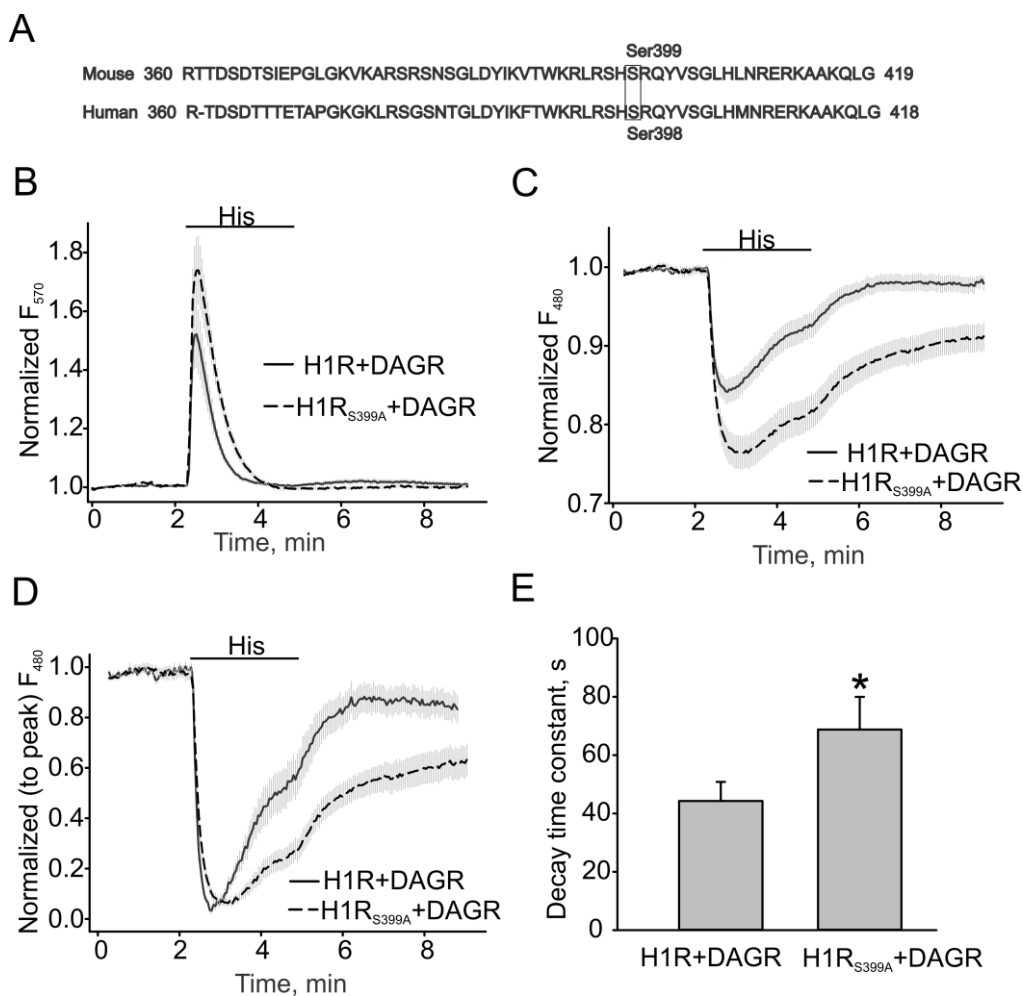 A
Ser399
Mouse 360 RTTDSDTSIEPGLGKVKARSRSNSGLDYIKVTWKRLRSHSRQYVSGLHLNRERKAAKQLG 419
Human 360 R-TDSDTTTETAPGKGKLRSGSNTGLDYIKFTWKRLRSHSRQYVSGLHMNRERKAAKQLG 418
Ser398
B
His
1.8
1.6
1.4
1.2
1.0
Normalized F570
H1R+DAGR
H1RS399A+DAGR
0 2 4 6 8
Time, min
C
His
1.0
0.9
0.8
0.7
Normalized F480
H1R+DAGR
H1RS399A+DAGR
0 2 4 6 8
Time, min
D
His
1.0
0.8
0.6
0.4
0.2
0.0
Normalized (to peak) F480
H1R+DAGR
H1RS399A+DAGR
0 2 4 6 8
Time, min
E
100
80
60
40
20
0
Decay time constant, s
*
H1R+DAGR H1RS399A+DAGR